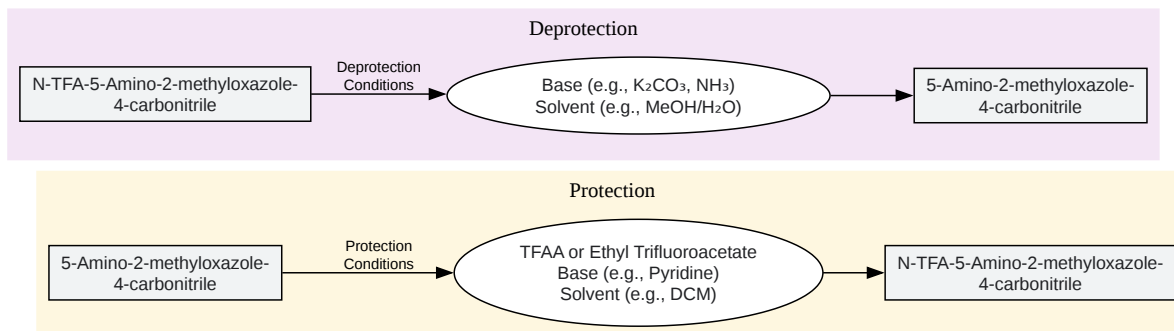 Deprotection
N-TFA-5-Amino-2-methyloxazole-
4-carbonitrile
Deprotection
Conditions
Base (e.g., K₂CO₃, NH₃)
Solvent (e.g., MeOH/H₂O)
5-Amino-2-methyloxazole-
4-carbonitrile
Protection
5-Amino-2-methyloxazole-
4-carbonitrile
Protection
Conditions
TFAA or Ethyl Trifluoroacetate
Base (e.g., Pyridine)
Solvent (e.g., DCM)
N-TFA-5-Amino-2-methyloxazole-
4-carbonitrile